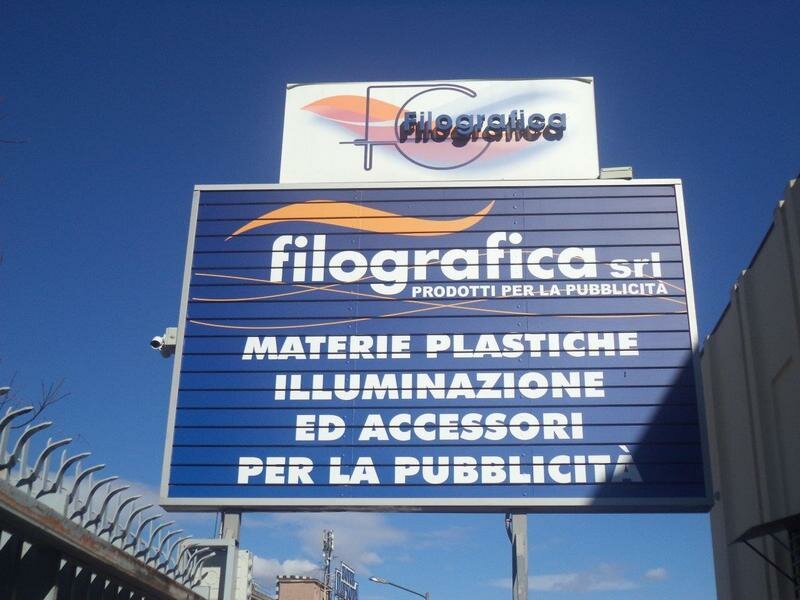 Filografica
filografica srl
PRODOTTI PER LA PUBBLICITÀ
MATERIE PLASTICHE
ILLUMINAZIONE
ED ACCESSORI
PER LA PUBBLICITÀ